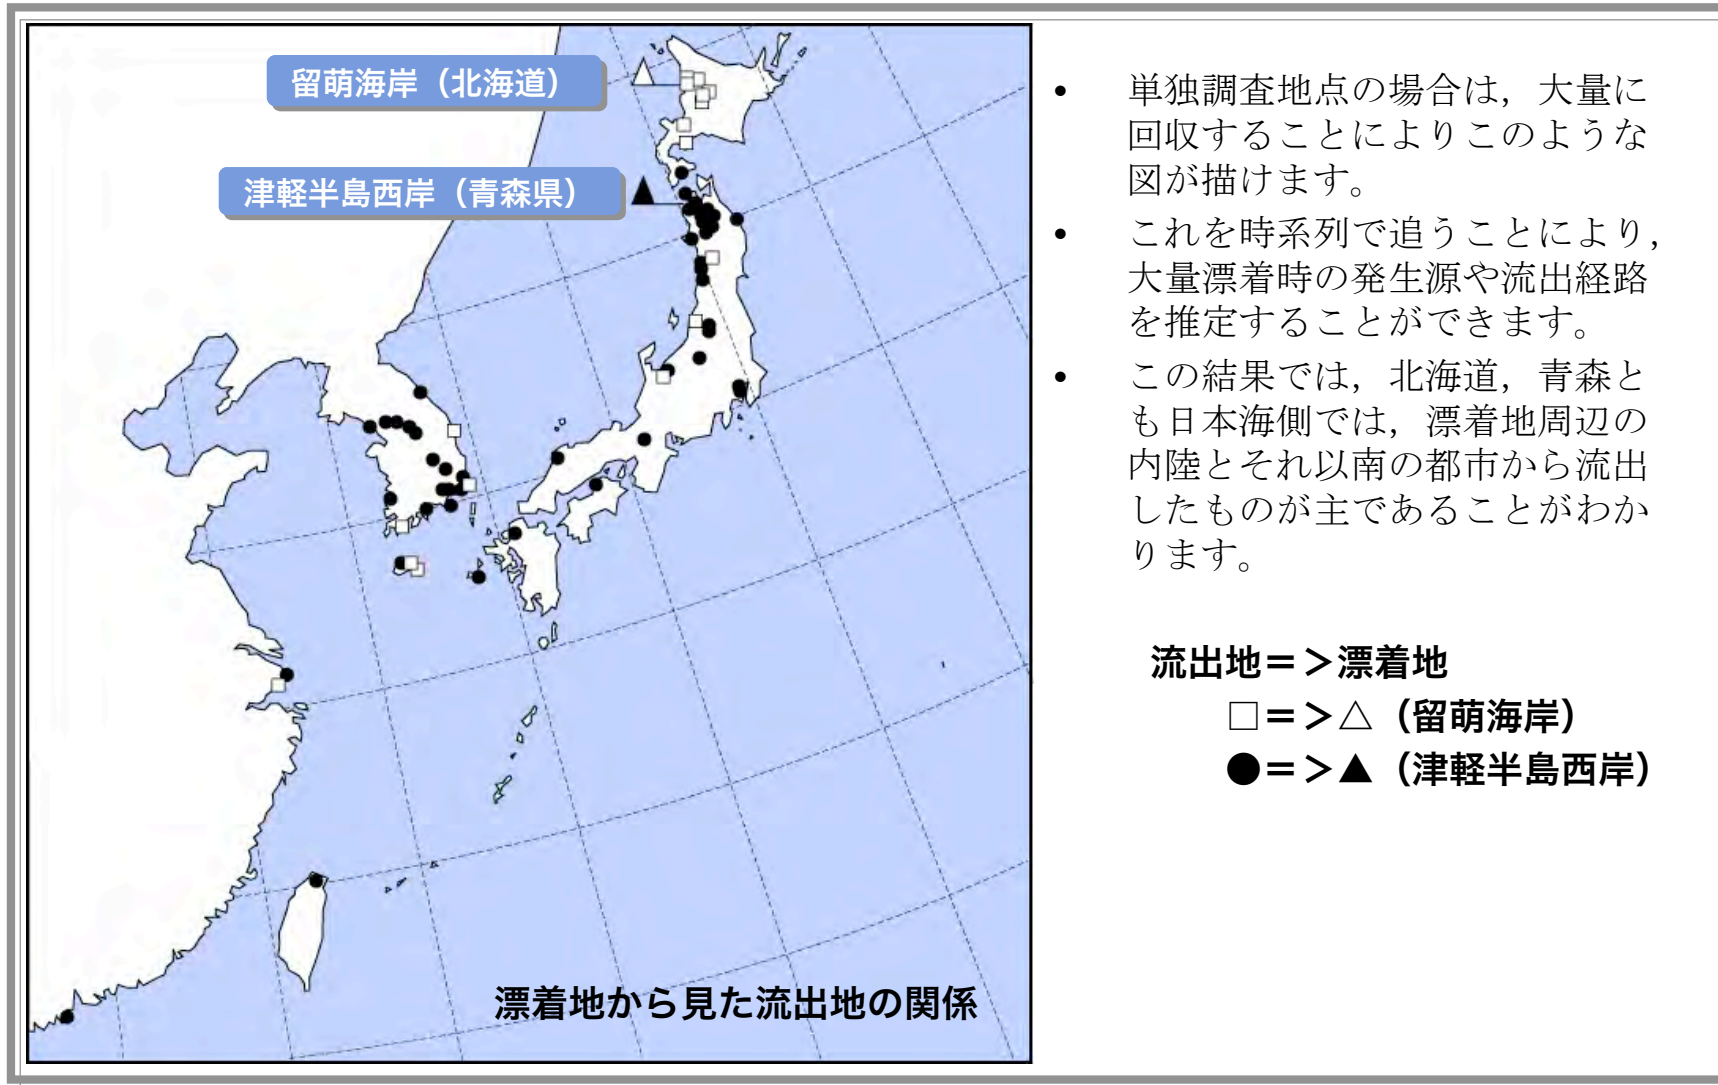 留萌海岸（北海道）
津軽半島西岸（青森県）
漂着地から見た流出地の関係
• 単独調査地点の場合は，大量に
回収することによりこのような
図が描けます。
• これを時系列で追うことにより，
大量漂着時の発生源や流出経路
を推定することができます。
• この結果では，北海道，青森と
も日本海側では，漂着地周辺の
内陸とそれ以南の都市から流出
したものが主であることがわか
ります。
流出地＝＞漂着地
□＝＞△（留萌海岸）
●＝＞▲（津軽半島西岸）